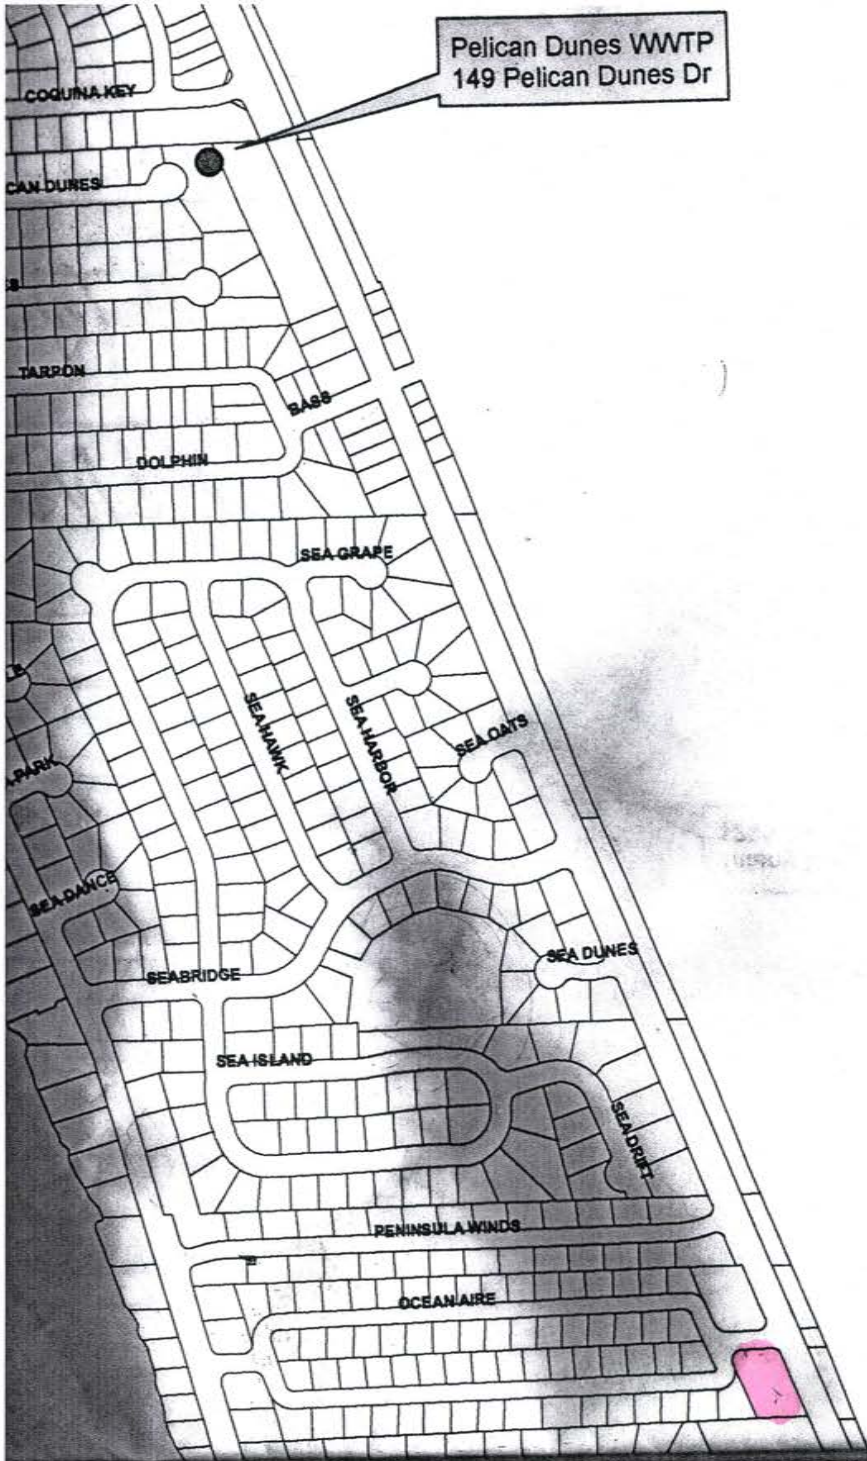 Pelican Dunes WWTP
149 Pelican Dunes Dr
COQUINA KEY
CAN DUNES
TARPON
BASS
DOLPHIN
SEA GRAPE
SEA HAWK
SEA HARBOR
SEA OATS
PARK
SEA DANCE
SEA DUNES
SEABRIDGE
SEA ISLAND
SEA DRIFT
PENINSULA WINDS
OCEAN AIRE